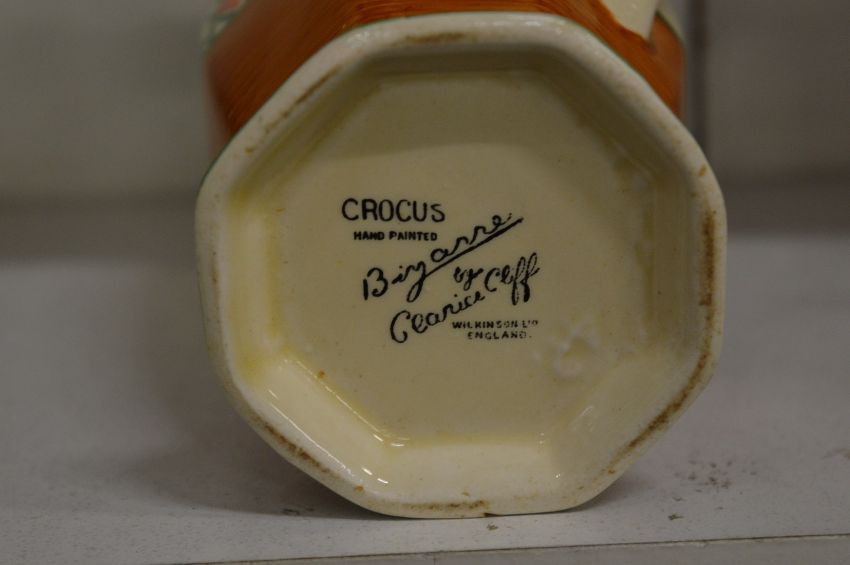 CROCUS
HAND PAINTED
Bizarre
by
Clarice Cliff
WILKINSON LTD
ENGLAND.